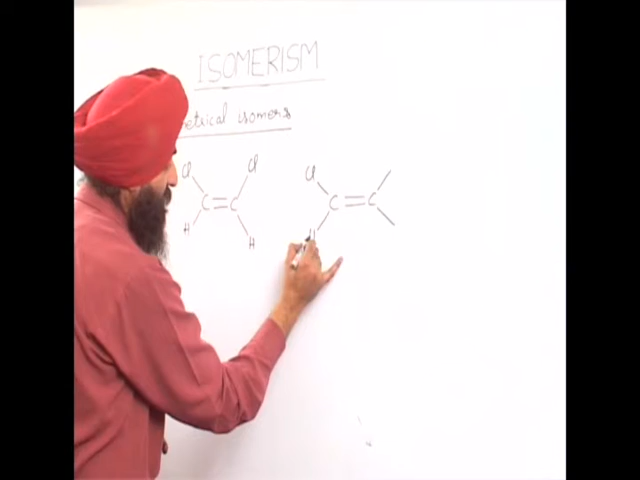 ISOMERISM
etrical isomers
Cl Cl Cl
C = C C = C
H H H